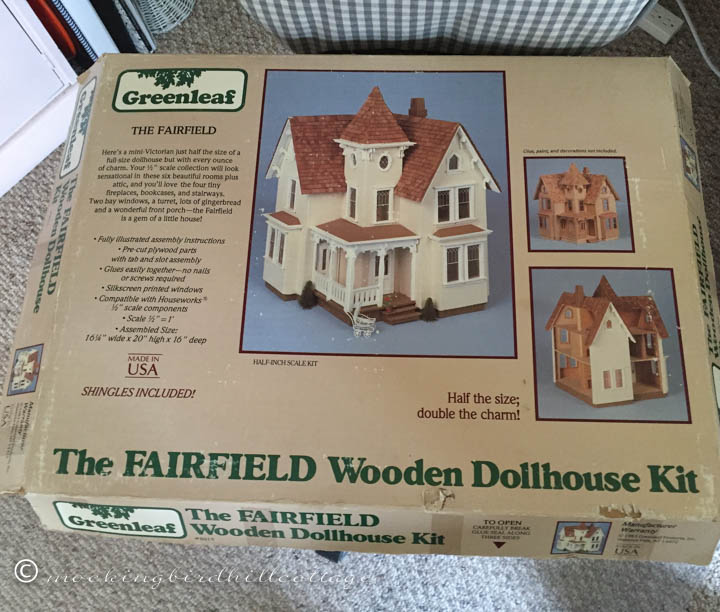 Greenleaf
THE FAIRFIELD
Here's a mini-Victorian just half the size of a
full-size dollhouse but with every ounce
of charm. Your ½" scale collection will look
sensational in these six beautiful rooms plus
attic, and you'll love the four tiny
fireplaces, bookcases, and stairways.
Two bay windows, a turret, lots of gingerbread
and a wonderful front porch—the Fairfield
is a gem of a little house!
• Fully illustrated assembly instructions
• Pre-cut plywood parts
with tab and slot assembly
• Glues easily together—no nails
or screws required
• Silkscreen printed windows
• Compatible with Houseworks®
½" scale components
• Scale ½" = 1'
• Assembled Size:
16¼" wide x 20" high x 16" deep
MADE IN
USA
SHINGLES INCLUDED!
HALF-INCH SCALE KIT
Glue, paint, and decorations not included.
Half the size;
double the charm!
The FAIRFIELD Wooden Dollhouse Kit
Greenleaf
The FAIRFIELD
Wooden Dollhouse Kit
TO OPEN
CAREFULLY BREAK
GLUE SEAL ALONG
THREE SIDES
Manufacturer
Warranty
MADE IN
USA
Greenleaf
The FAIRFIELD
Wooden Dollhouse Kit
Manufacturer
Warranty
USA
© mockingbirdhillcottage